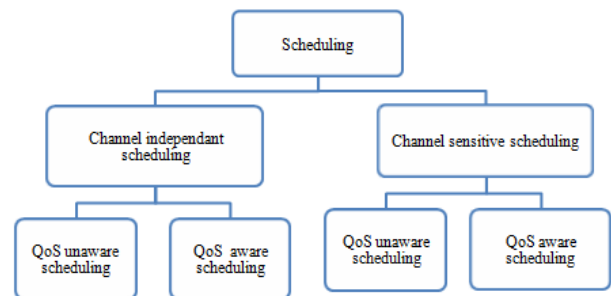 Scheduling
Channel independant
scheduling
Channel sensitive scheduling
QoS unaware
scheduling
QoS aware
scheduling
QoS unaware
scheduling
QoS aware
scheduling